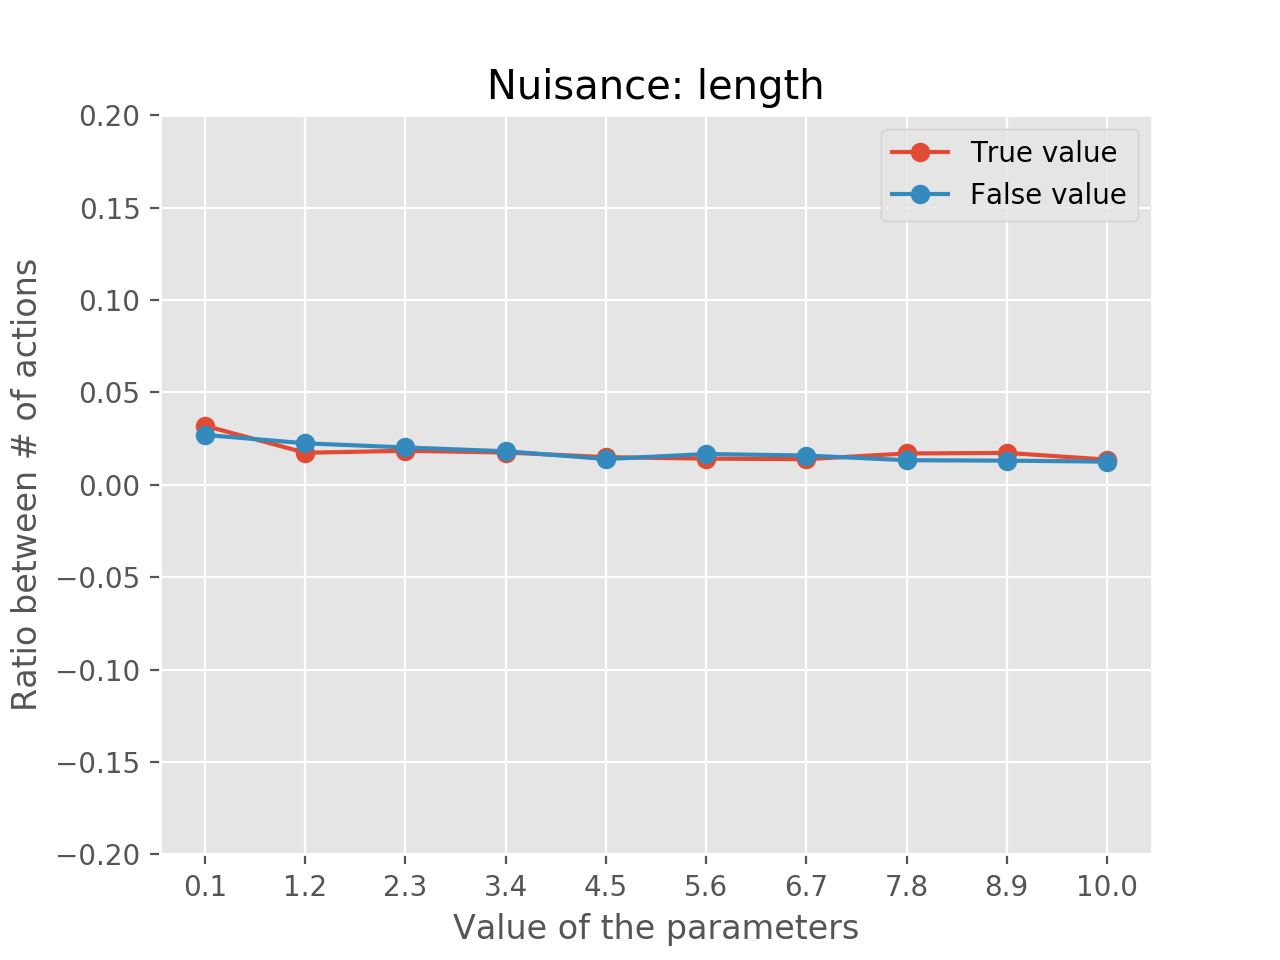 Nuisance: length
True value
False value
Ratio between # of actions
0.20
0.15
0.10
0.05
0.00
−0.05
−0.10
−0.15
−0.20
0.1 1.2 2.3 3.4 4.5 5.6 6.7 7.8 8.9 10.0
Value of the parameters